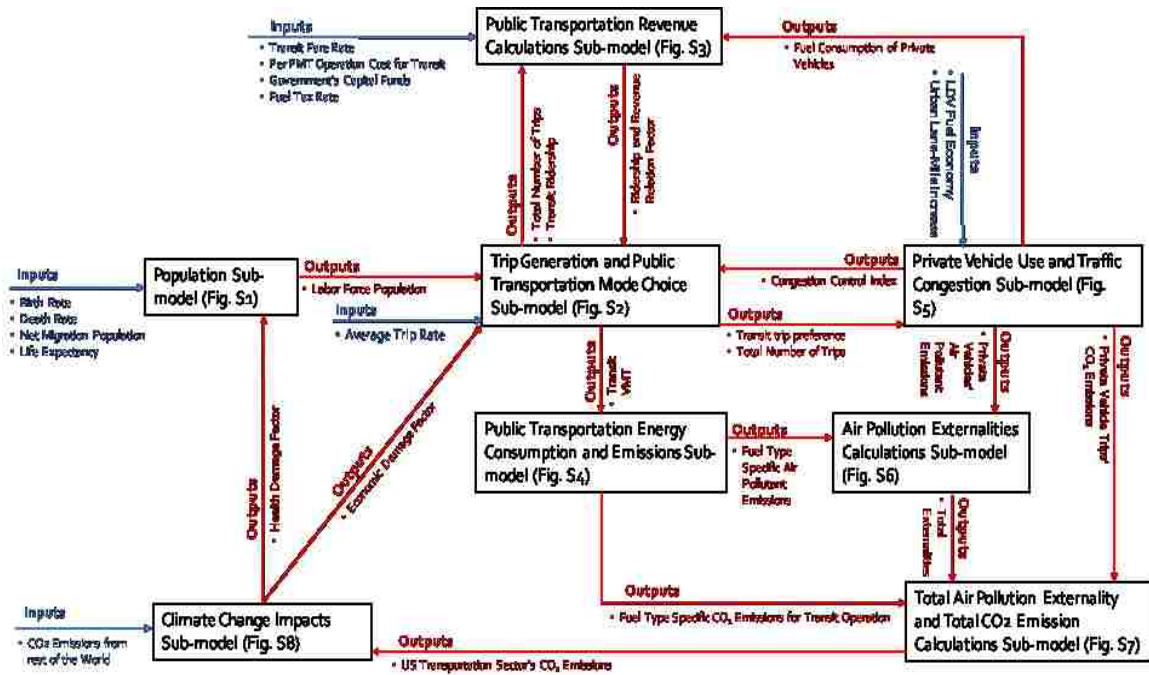 Inputs
• Transit Fare Rate
• Per PMT Operation Cost for Transit
• Government's Capital Funds
• Fuel Tax Rate
Public Transportation Revenue
Calculations Sub-model (Fig. S3)
Outputs
• Fuel Consumption of Private
Vehicles
Inputs
• LDV Fuel Economy
• Urban Lane-Mile Increase
Outputs
• Total Number of Trips
• Transit Ridership
Outputs
• Ridership and Revenue
Relation Factor
Inputs
• Birth Rate
• Death Rate
• Net Migration Population
• Life Expectancy
Population Sub-
model (Fig. S1)
Outputs
• Labor Force Population
Inputs
• Average Trip Rate
Trip Generation and Public
Transportation Mode Choice
Sub-model (Fig. S2)
Outputs
• Congestion Control Index
Outputs
• Transit trip preference
• Total Number of Trips
Private Vehicle Use and Traffic
Congestion Sub-model (Fig.
S5)
Outputs
• Transit
VMT
Outputs
• Private
Vehicles'
Air
Pollutant
Emissions
Outputs
• Private Vehicle Trips'
CO₂ Emissions
Public Transportation Energy
Consumption and Emissions Sub-
model (Fig. S4)
Outputs
• Fuel Type
Specific Air
Pollutant
Emissions
Air Pollution Externalities
Calculations Sub-model
(Fig. S6)
Outputs
• Total
Externalities
Outputs
• Health Damage Factor
Outputs
• Economic Damage Factor
Inputs
• CO2 Emissions from
rest of the World
Climate Change Impacts
Sub-model (Fig. S8)
Outputs
• Fuel Type Specific CO₂ Emissions for Transit Operation
Outputs
• US Transportation Sector's CO₂ Emissions
Total Air Pollution Externality
and Total CO2 Emission
Calculations Sub-model (Fig. S7)